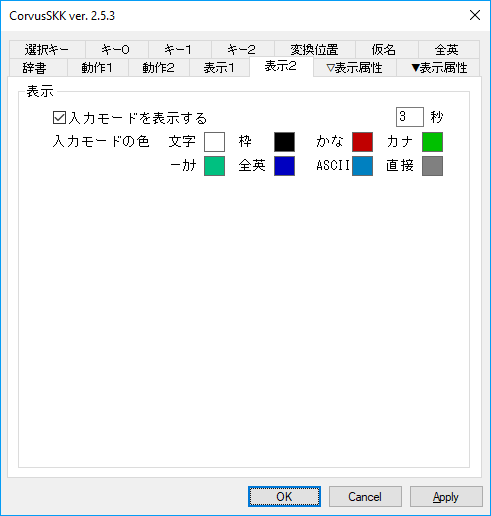 CorvusSKK ver. 2.5.3
選択キー キー0 キー1 キー2 変換位置 仮名 全英
辞書 動作1 動作2 表示1 表示2 ▽表示属性 ▼表示属性
表示
入力モードを表示する 3 秒
入力モードの色 文字 枠 かな カナ
ｰｶﾅ 全英 ASCII 直接
OK Cancel Apply